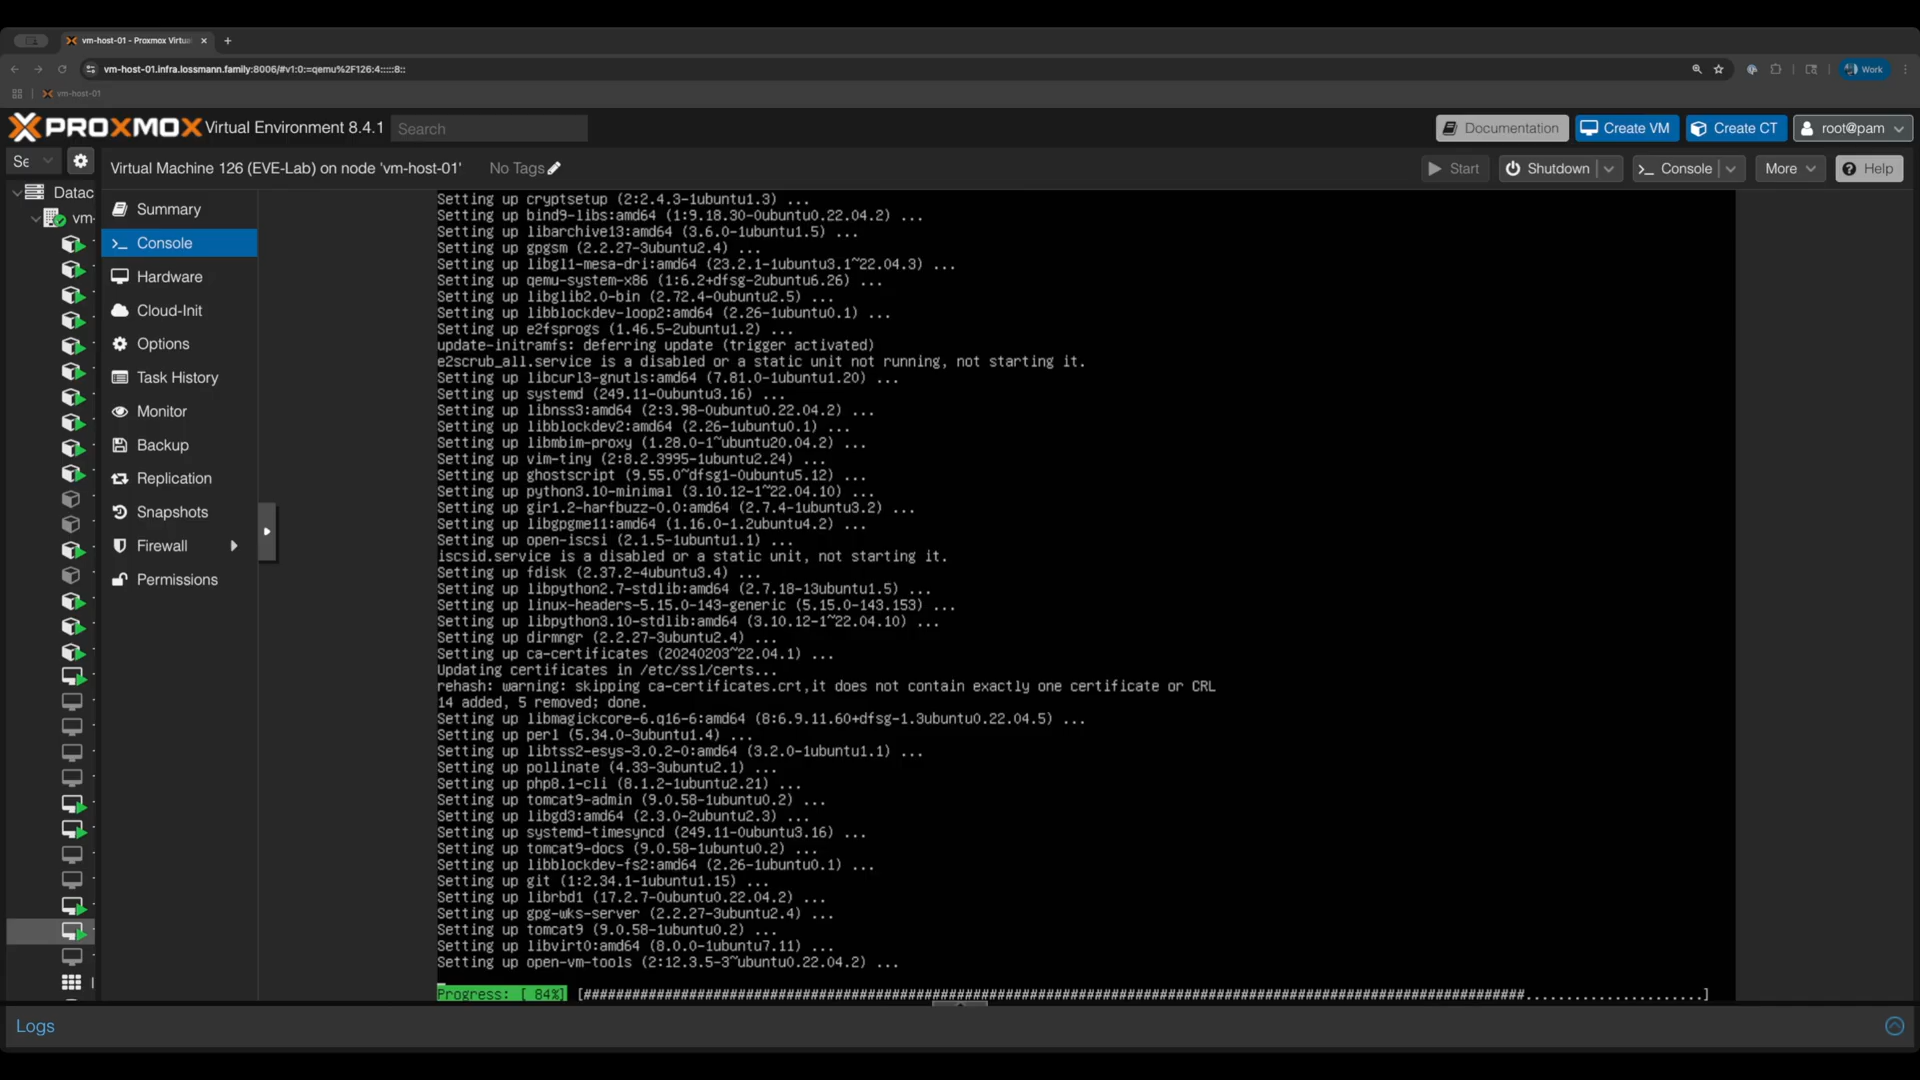 vm-host-01 - Proxmox Virtua
vm-host-01.infra.lossmann.family:8006/#v1:0:=qemu%2F126:4:::::8::
Work
vm-host-01
PROXMOX Virtual Environment 8.4.1
Search
Documentation
Create VM
Create CT
root@pam
Se
Virtual Machine 126 (EVE-Lab) on node 'vm-host-01'
No Tags
Start
Shutdown
Console
More
Help
Datac
vm-
Summary
Console
Hardware
Cloud-Init
Options
Task History
Monitor
Backup
Replication
Snapshots
Firewall
Permissions
Setting up cryptsetup (2:2.4.3-1ubuntu1.3) ...
Setting up bind9-libs:amd64 (1:9.18.30-0ubuntu0.22.04.2) ...
Setting up libarchive13:amd64 (3.6.0-1ubuntu1.5) ...
Setting up gpgsm (2.2.27-3ubuntu2.4) ...
Setting up libgl1-mesa-dri:amd64 (23.2.1-1ubuntu3.1~22.04.3) ...
Setting up qemu-system-x86 (1:6.2+dfsg-2ubuntu6.26) ...
Setting up libglib2.0-bin (2.72.4-0ubuntu2.5) ...
Setting up libblockdev-loop2:amd64 (2.26-1ubuntu0.1) ...
Setting up e2fsprogs (1.46.5-2ubuntu1.2) ...
update-initramfs: deferring update (trigger activated)
e2scrub_all.service is a disabled or a static unit not running, not starting it.
Setting up libcurl3-gnutls:amd64 (7.81.0-1ubuntu1.20) ...
Setting up systemd (249.11-0ubuntu3.16) ...
Setting up libnss3:amd64 (2:3.98-0ubuntu0.22.04.2) ...
Setting up libblockdev2:amd64 (2.26-1ubuntu0.1) ...
Setting up libmbim-proxy (1.28.0-1~ubuntu20.04.2) ...
Setting up vim-tiny (2:8.2.3995-1ubuntu2.24) ...
Setting up ghostscript (9.55.0~dfsg1-0ubuntu5.12) ...
Setting up python3.10-minimal (3.10.12-1~22.04.10) ...
Setting up gir1.2-harfbuzz-0.0:amd64 (2.7.4-1ubuntu3.2) ...
Setting up libgpgme11:amd64 (1.16.0-1.2ubuntu4.2) ...
Setting up open-iscsi (2.1.5-1ubuntu1.1) ...
iscsid.service is a disabled or a static unit, not starting it.
Setting up fdisk (2.37.2-4ubuntu3.4) ...
Setting up libpython2.7-stdlib:amd64 (2.7.18-13ubuntu1.5) ...
Setting up linux-headers-5.15.0-143-generic (5.15.0-143.153) ...
Setting up libpython3.10-stdlib:amd64 (3.10.12-1~22.04.10) ...
Setting up dirmngr (2.2.27-3ubuntu2.4) ...
Setting up ca-certificates (20240203~22.04.1) ...
Updating certificates in /etc/ssl/certs...
rehash: warning: skipping ca-certificates.crt,it does not contain exactly one certificate or CRL
14 added, 5 removed; done.
Setting up libmagickcore-6.q16-6:amd64 (8:6.9.11.60+dfsg-1.3ubuntu0.22.04.5) ...
Setting up perl (5.34.0-3ubuntu1.4) ...
Setting up libtss2-esys-3.0.2-0:amd64 (3.2.0-1ubuntu1.1) ...
Setting up pollinate (4.33-3ubuntu2.1) ...
Setting up php8.1-cli (8.1.2-1ubuntu2.21) ...
Setting up tomcat9-admin (9.0.58-1ubuntu0.2) ...
Setting up libgd3:amd64 (2.3.0-2ubuntu2.3) ...
Setting up systemd-timesyncd (249.11-0ubuntu3.16) ...
Setting up tomcat9-docs (9.0.58-1ubuntu0.2) ...
Setting up libblockdev-fs2:amd64 (2.26-1ubuntu0.1) ...
Setting up git (1:2.34.1-1ubuntu1.15) ...
Setting up librbd1 (17.2.7-0ubuntu0.22.04.2) ...
Setting up gpg-wks-server (2.2.27-3ubuntu2.4) ...
Setting up tomcat9 (9.0.58-1ubuntu0.2) ...
Setting up libvirt0:amd64 (8.0.0-1ubuntu7.11) ...
Setting up open-vm-tools (2:12.3.5-3~ubuntu0.22.04.2) ...
Progress: [ 84%] [####################################################################################################################......................]
Logs